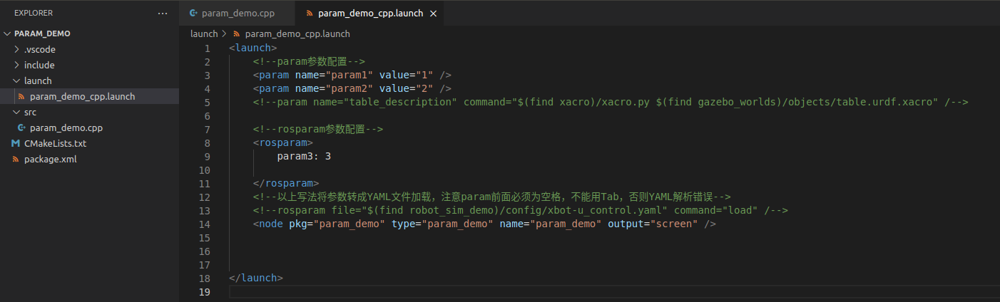 EXPLORER
PARAM_DEMO
.vscode
include
launch
param_demo_cpp.launch
src
param_demo.cpp
CMakeLists.txt
package.xml
param_demo.cpp
param_demo_cpp.launch
launch > param_demo_cpp.launch
1 <launch>
2 <!--param参数配置-->
3 <param name="param1" value="1" />
4 <param name="param2" value="2" />
5 <!--param name="table_description" command="$(find xacro)/xacro.py $(find gazebo_worlds)/objects/table.urdf.xacro" /-->
6
7 <!--rosparam参数配置-->
8 <rosparam>
9 param3: 3
10
11 </rosparam>
12 <!--以上写法将参数转成YAML文件加载，注意param前面必须为空格，不能用Tab，否则YAML解析错误-->
13 <!--rosparam file="$(find robot_sim_demo)/config/xbot-u_control.yaml" command="load" /-->
14 <node pkg="param_demo" type="param_demo" name="param_demo" output="screen" />
15
16
17
18 </launch>
19